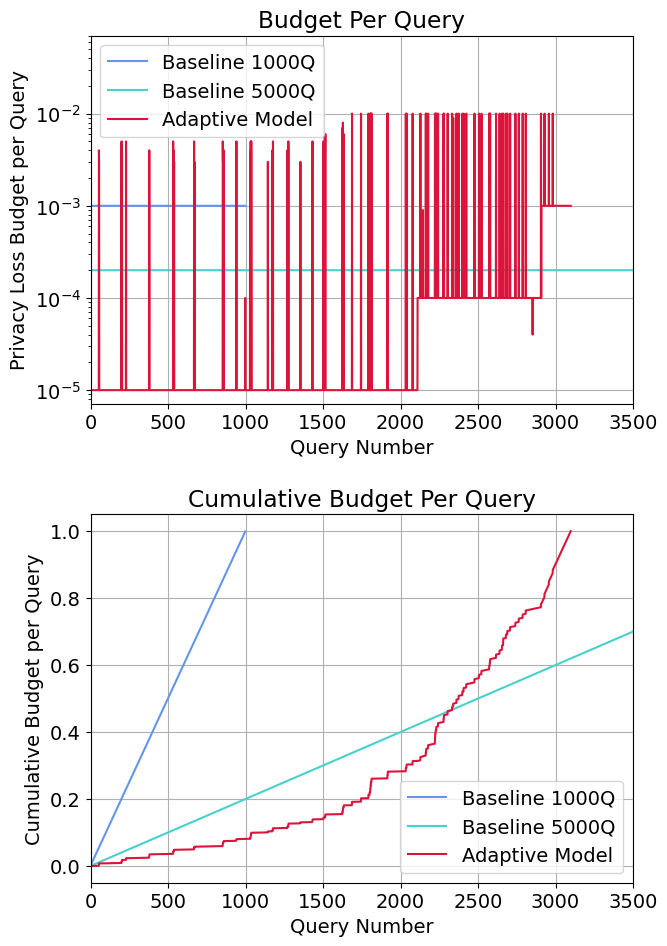 Budget Per Query
Privacy Loss Budget per Query
10⁻²
10⁻³
10⁻⁴
10⁻⁵
Baseline 1000Q
Baseline 5000Q
Adaptive Model
0 500 1000 1500 2000 2500 3000 3500
Query Number
Cumulative Budget Per Query
Cumulative Budget per Query
1.0
0.8
0.6
0.4
0.2
0.0
Baseline 1000Q
Baseline 5000Q
Adaptive Model
0 500 1000 1500 2000 2500 3000 3500
Query Number